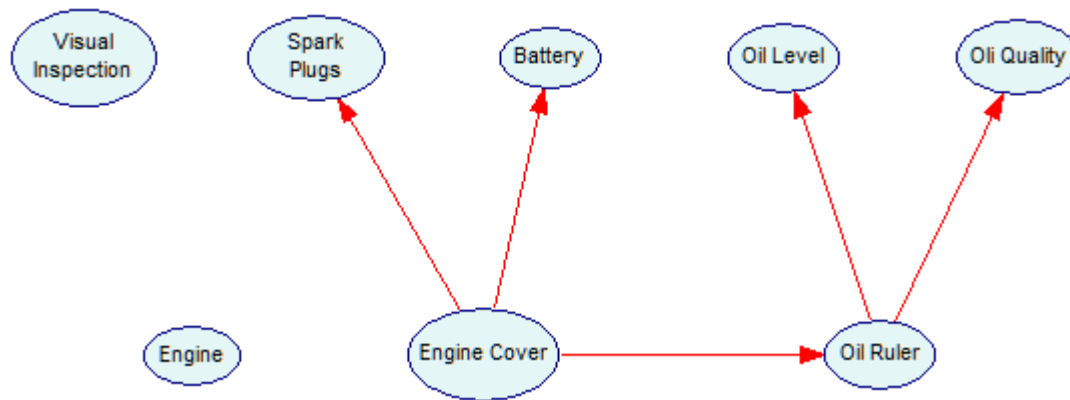 Visual
Inspection
Spark
Plugs
Battery
Oil Level
Oli Quality
Engine
Engine Cover
Oil Ruler